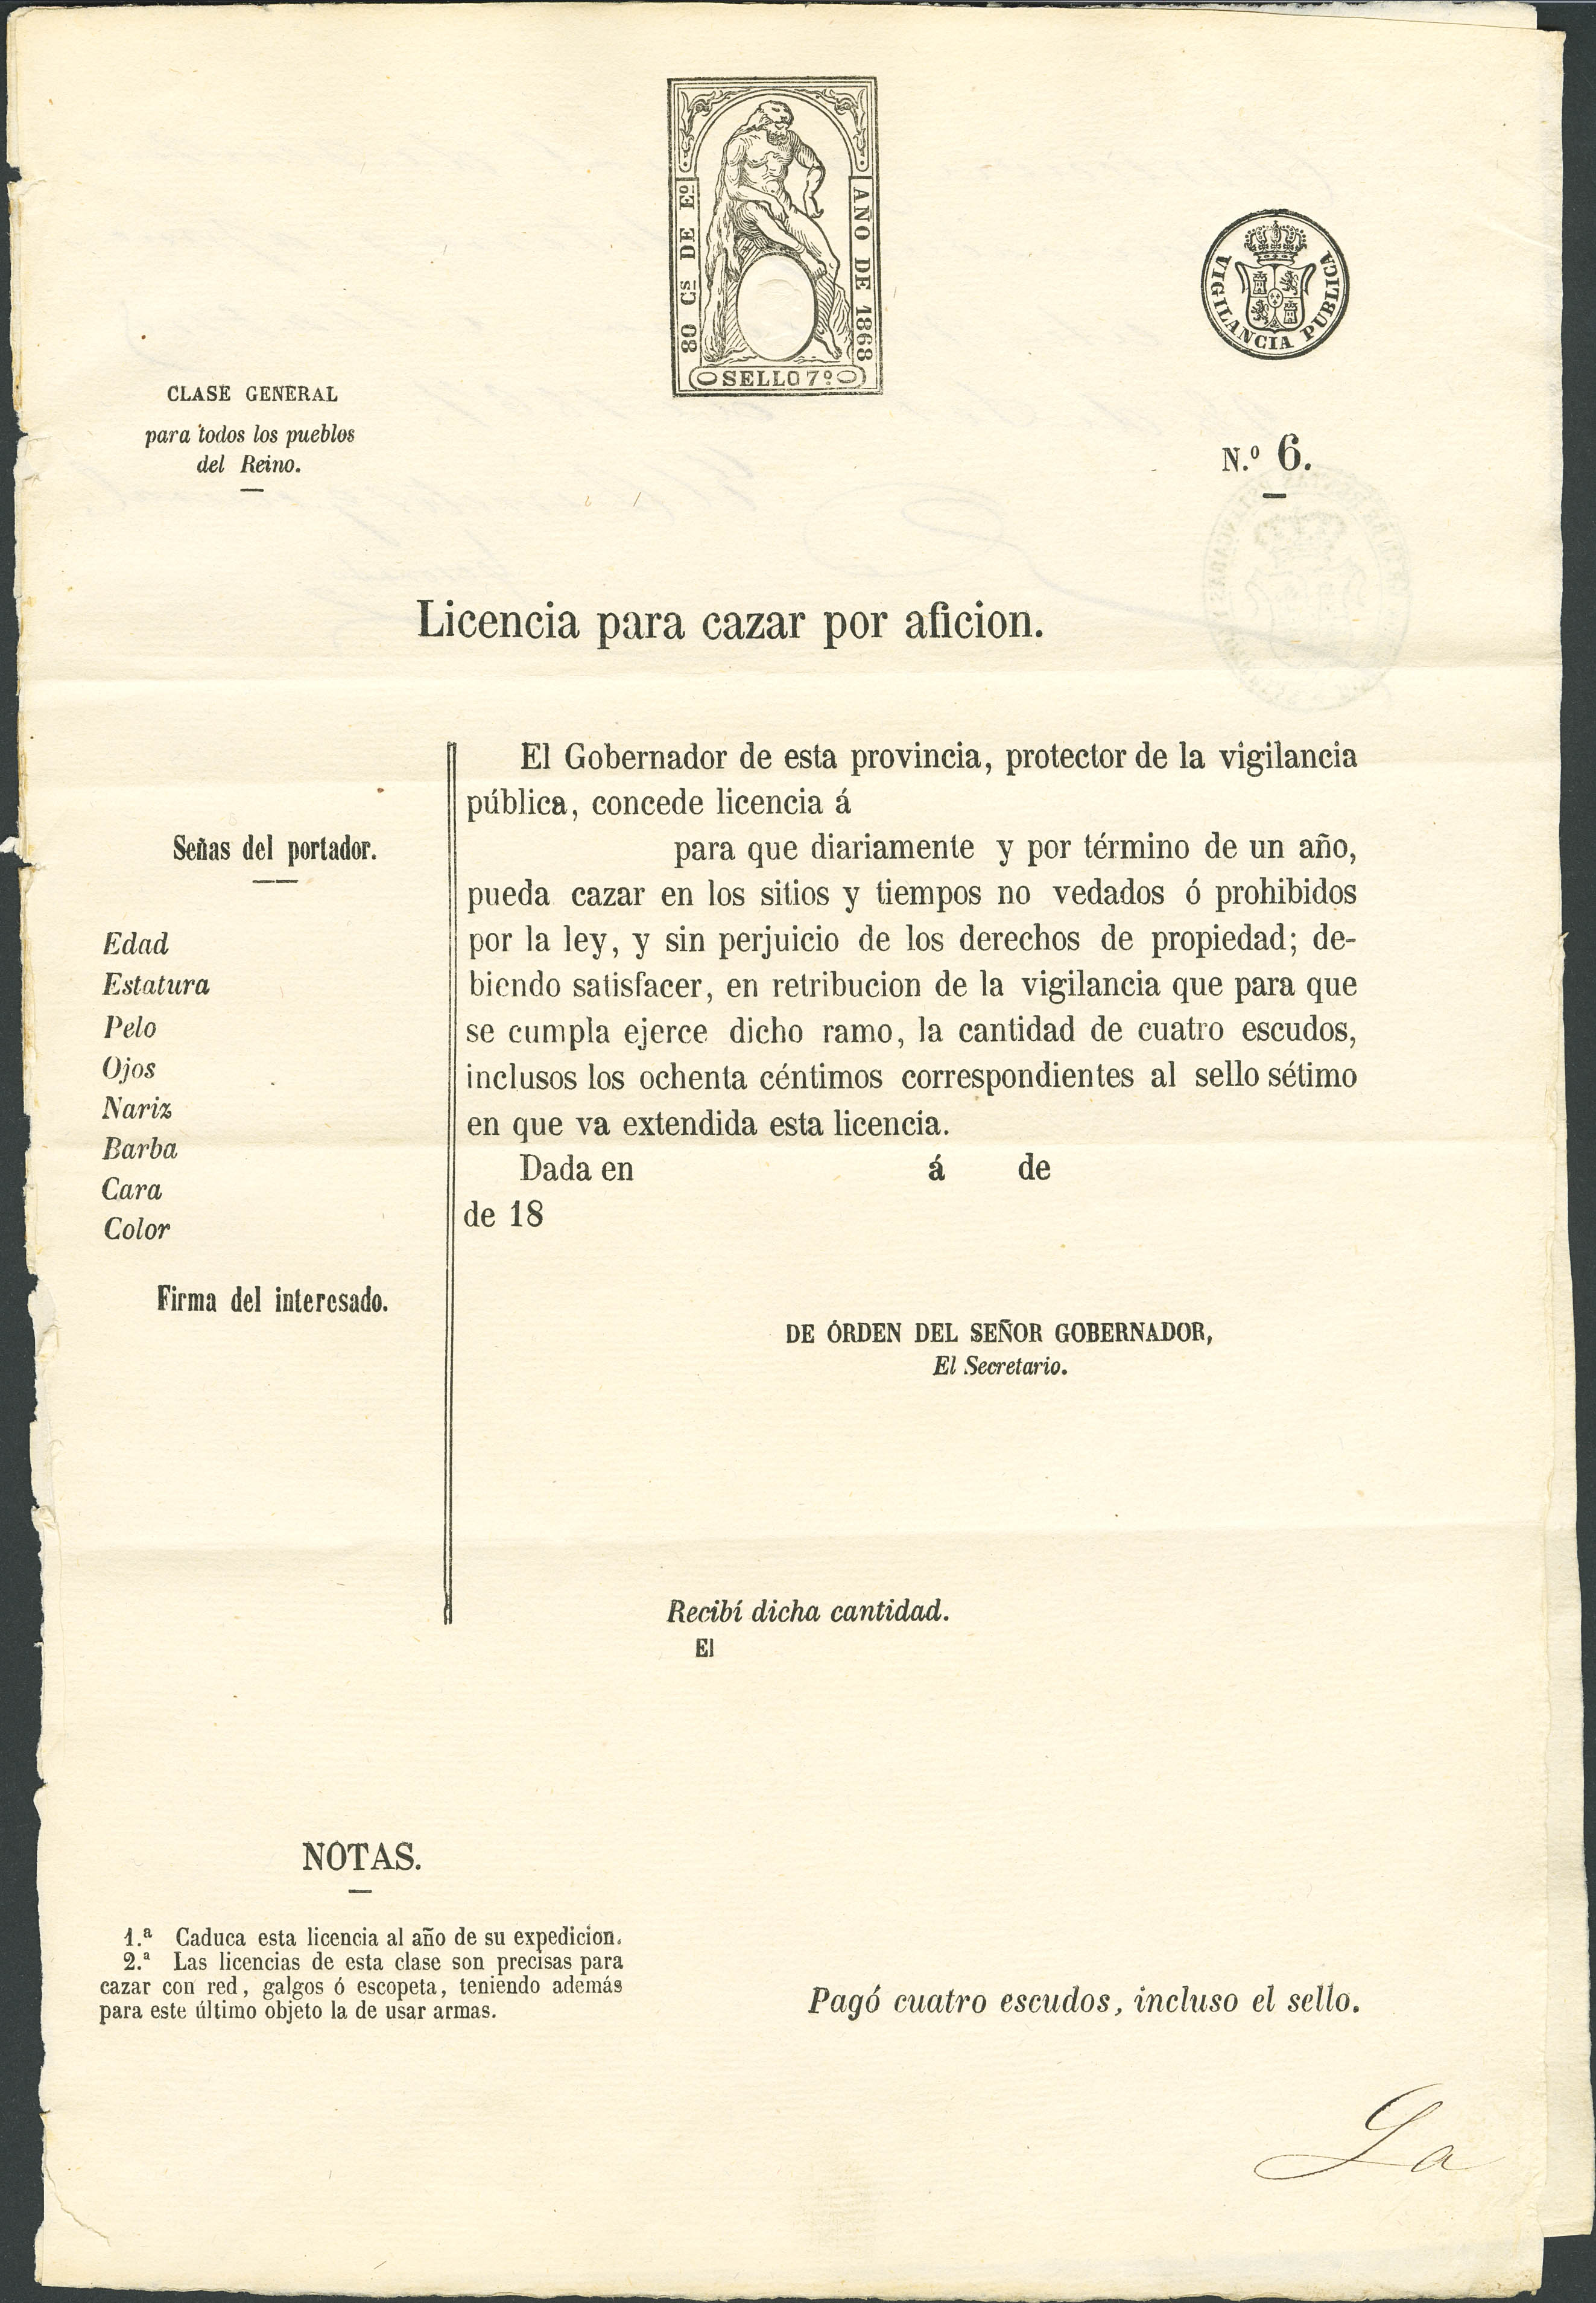 80 Cs DE Eº
AÑO DE 1868
SELLO 7º
VIGILANCIA PUBLICA
CLASE GENERAL
para todos los pueblos
del Reino.
N.º 6.
Licencia para cazar por aficion.
Señas del portador.
Edad
Estatura
Pelo
Ojos
Nariz
Barba
Cara
Color
Firma del interesado.
El Gobernador de esta provincia, protector de la vigilancia
pública, concede licencia á
para que diariamente y por término de un año,
pueda cazar en los sitios y tiempos no vedados ó prohibidos
por la ley, y sin perjuicio de los derechos de propiedad; de-
biendo satisfacer, en retribucion de la vigilancia que para que
se cumpla ejerce dicho ramo, la cantidad de cuatro escudos,
inclusos los ochenta céntimos correspondientes al sello sétimo
en que va extendida esta licencia.
Dada en á de
de 18
DE ÓRDEN DEL SEÑOR GOBERNADOR,
El Secretario.
Recibí dicha cantidad.
El
NOTAS.
1.ª Caduca esta licencia al año de su expedicion.
2.ª Las licencias de esta clase son precisas para
cazar con red, galgos ó escopeta, teniendo además
para este último objeto la de usar armas.
Pagó cuatro escudos, incluso el sello.
La